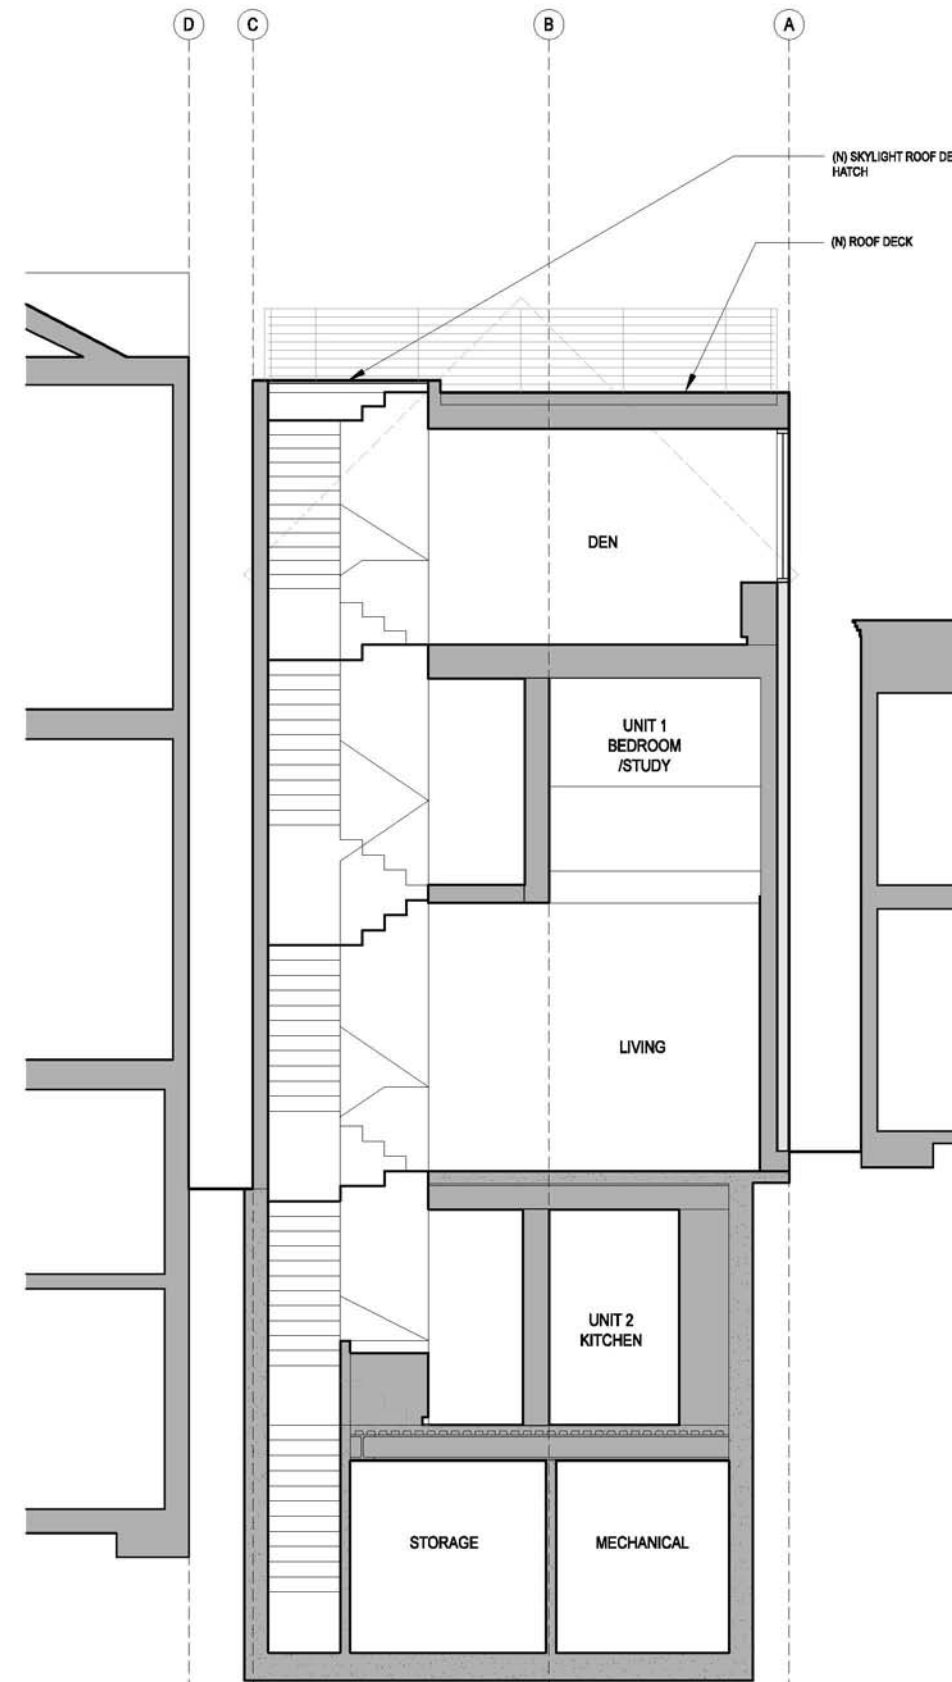 D C B A
(N) SKYLIGHT ROOF DE
HATCH
(N) ROOF DECK
DEN
UNIT 1
BEDROOM
/STUDY
LIVING
UNIT 2
KITCHEN
STORAGE MECHANICAL